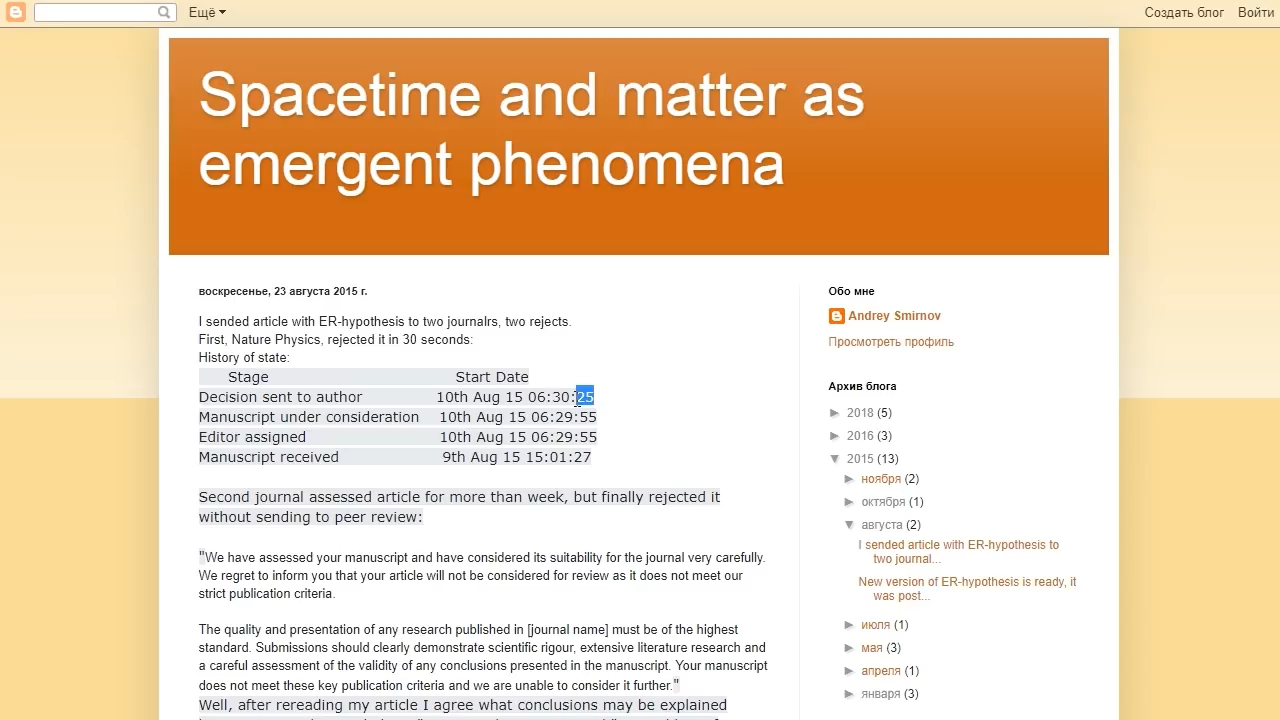 Ещё
Создать блог Войти
Spacetime and matter as
emergent phenomena
воскресенье, 23 августа 2015 г.
I sended article with ER-hypothesis to two journalrs, two rejects.
First, Nature Physics, rejected it in 30 seconds:
History of state:
Stage Start Date
Decision sent to author 10th Aug 15 06:30:25
Manuscript under consideration 10th Aug 15 06:29:55
Editor assigned 10th Aug 15 06:29:55
Manuscript received 9th Aug 15 15:01:27
Second journal assessed article for more than week, but finally rejected it
without sending to peer review:
"We have assessed your manuscript and have considered its suitability for the journal very carefully.
We regret to inform you that your article will not be considered for review as it does not meet our
strict publication criteria.
The quality and presentation of any research published in [journal name] must be of the highest
standard. Submissions should clearly demonstrate scientific rigour, extensive literature research and
a careful assessment of the validity of any conclusions presented in the manuscript. Your manuscript
does not meet these key publication criteria and we are unable to consider it further."
Well, after rereading my article I agree what conclusions may be explained
Обо мне
Andrey Smirnov
Просмотреть профиль
Архив блога
► 2018 (5)
► 2016 (3)
▼ 2015 (13)
► ноября (2)
► октября (1)
▼ августа (2)
I sended article with ER-hypothesis to
two journal...
New version of ER-hypothesis is ready, it
was post...
► июля (1)
► мая (3)
► апреля (1)
► января (3)